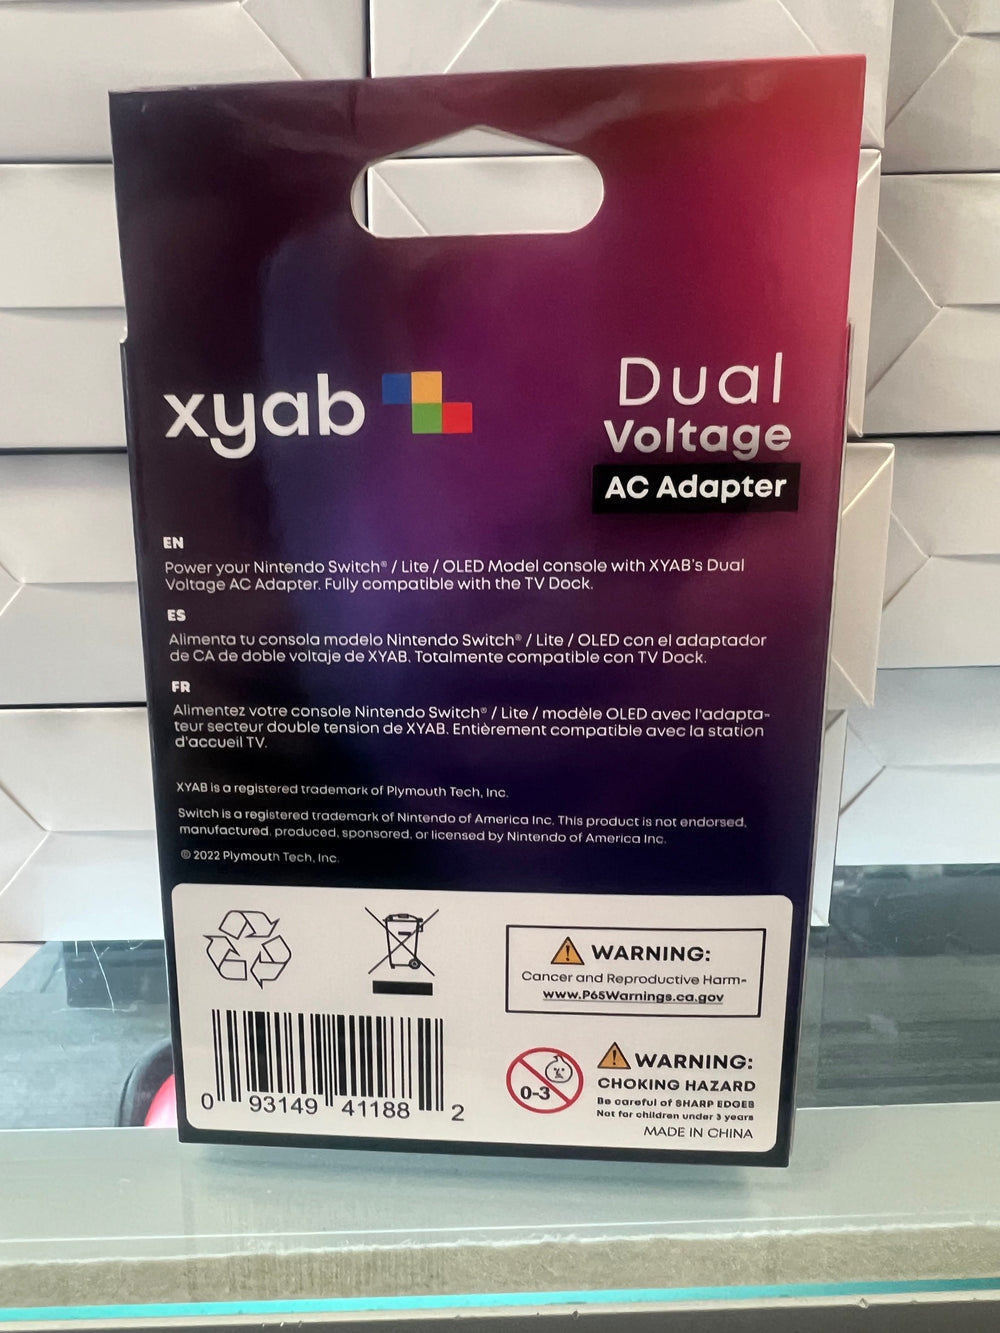 xyab
Dual
Voltage
AC Adapter
EN
Power your Nintendo Switch® / Lite / OLED Model console with XYAB's Dual
Voltage AC Adapter. Fully compatible with the TV Dock.
ES
Alimenta tu consola modelo Nintendo Switch® / Lite / OLED con el adaptador
de CA de doble voltaje de XYAB. Totalmente compatible con TV Dock.
FR
Alimentez votre console Nintendo Switch® / Lite / modèle OLED avec l'adapta-
teur secteur double tension de XYAB. Entièrement compatible avec la station
d'accueil TV.
XYAB is a registered trademark of Plymouth Tech, Inc.
Switch is a registered trademark of Nintendo of America Inc. This product is not endorsed,
manufactured, produced, sponsored, or licensed by Nintendo of America Inc.
© 2022 Plymouth Tech, Inc.
WARNING:
Cancer and Reproductive Harm-
www.P65Warnings.ca.gov
0 93149 41188 2
0-3
WARNING:
CHOKING HAZARD
Be careful of SHARP EDGES
Not for children under 3 years
MADE IN CHINA